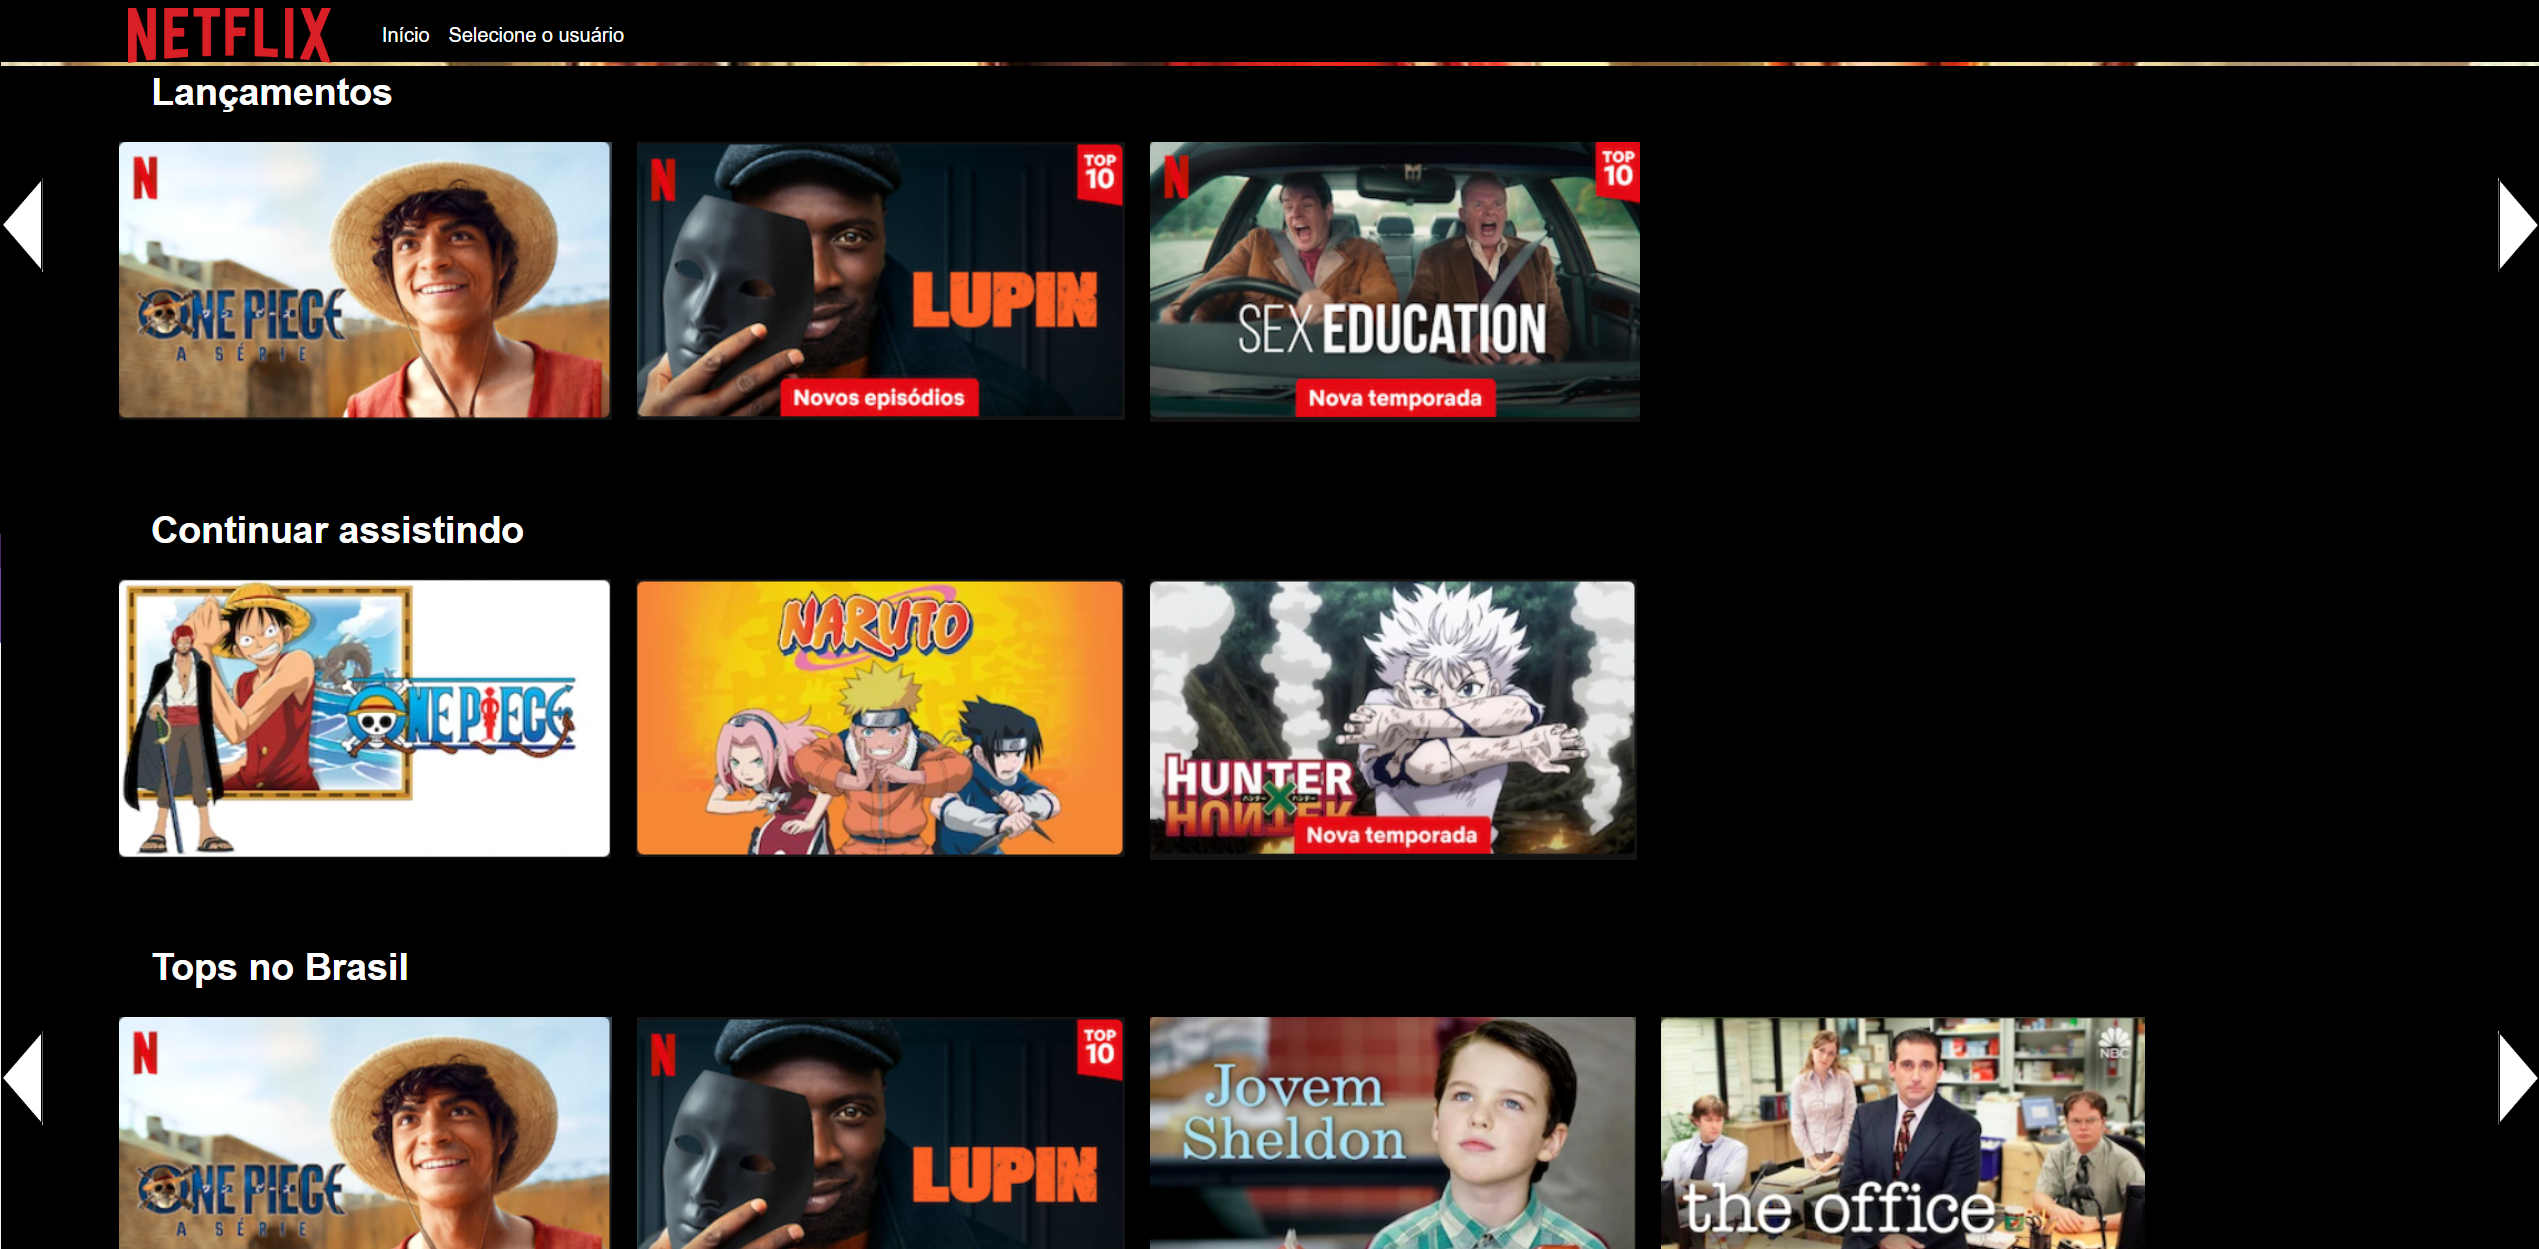 NETFLIX
Início Selecione o usuário
Lançamentos
N
ONE PIECE
A SÉRIE
N
TOP
10
LUPIN
Novos episódios
N
TOP
10
SEX EDUCATION
Nova temporada
Continuar assistindo
ONE PIECE
NARUTO
HUNTER
X
HUNTER
Nova temporada
Tops no Brasil
N
ONE PIECE
A SÉRIE
N
TOP
10
LUPIN
Jovem
Sheldon
NBC
the office